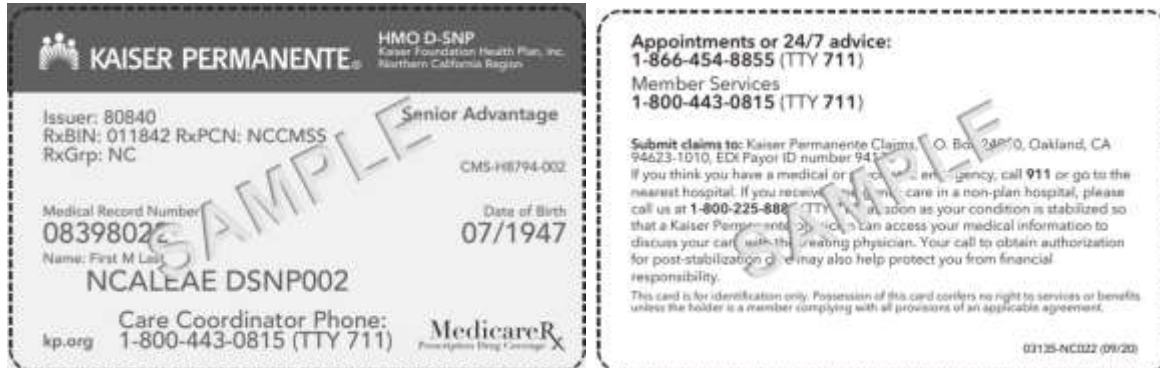 KAISER PERMANENTE®
HMO D-SNP
Kaiser Foundation Health Plan, Inc.
Northern California Region
Issuer: 80840
RxBIN: 011842 RxPCN: NCCMSS
RxGrp: NC
Senior Advantage
CMS-H8794-002
Medical Record Number
Date of Birth
07/1947
Name: First M Last
NCALEAE DSNP002
Care Coordinator Phone:
kp.org 1-800-443-0815 (TTY 711)
MedicareRx
Prescription Drug Coverage
SAMPLE
Appointments or 24/7 advice:
1-866-454-8855 (TTY 711)
Member Services
1-800-443-0815 (TTY 711)
Submit claims to: Kaiser Permanente Claims, Oakland, CA
94623-1010, EDI Payor ID number
If you think you have a medical or emergency, call 911 or go to the
nearest hospital. If you receive care in a non-plan hospital, please
call us at soon as your condition is stabilized so
that a Kaiser can access your medical information to
discuss your care with the treating physician. Your call to obtain authorization
for post-stabilization may also help protect you from financial
responsibility.
This card is for identification only. Possession of this card confers no right to services or benefits
unless the holder is a member complying with all provisions of an applicable agreement.
03135-NC022 (09/20)
SAMPLE